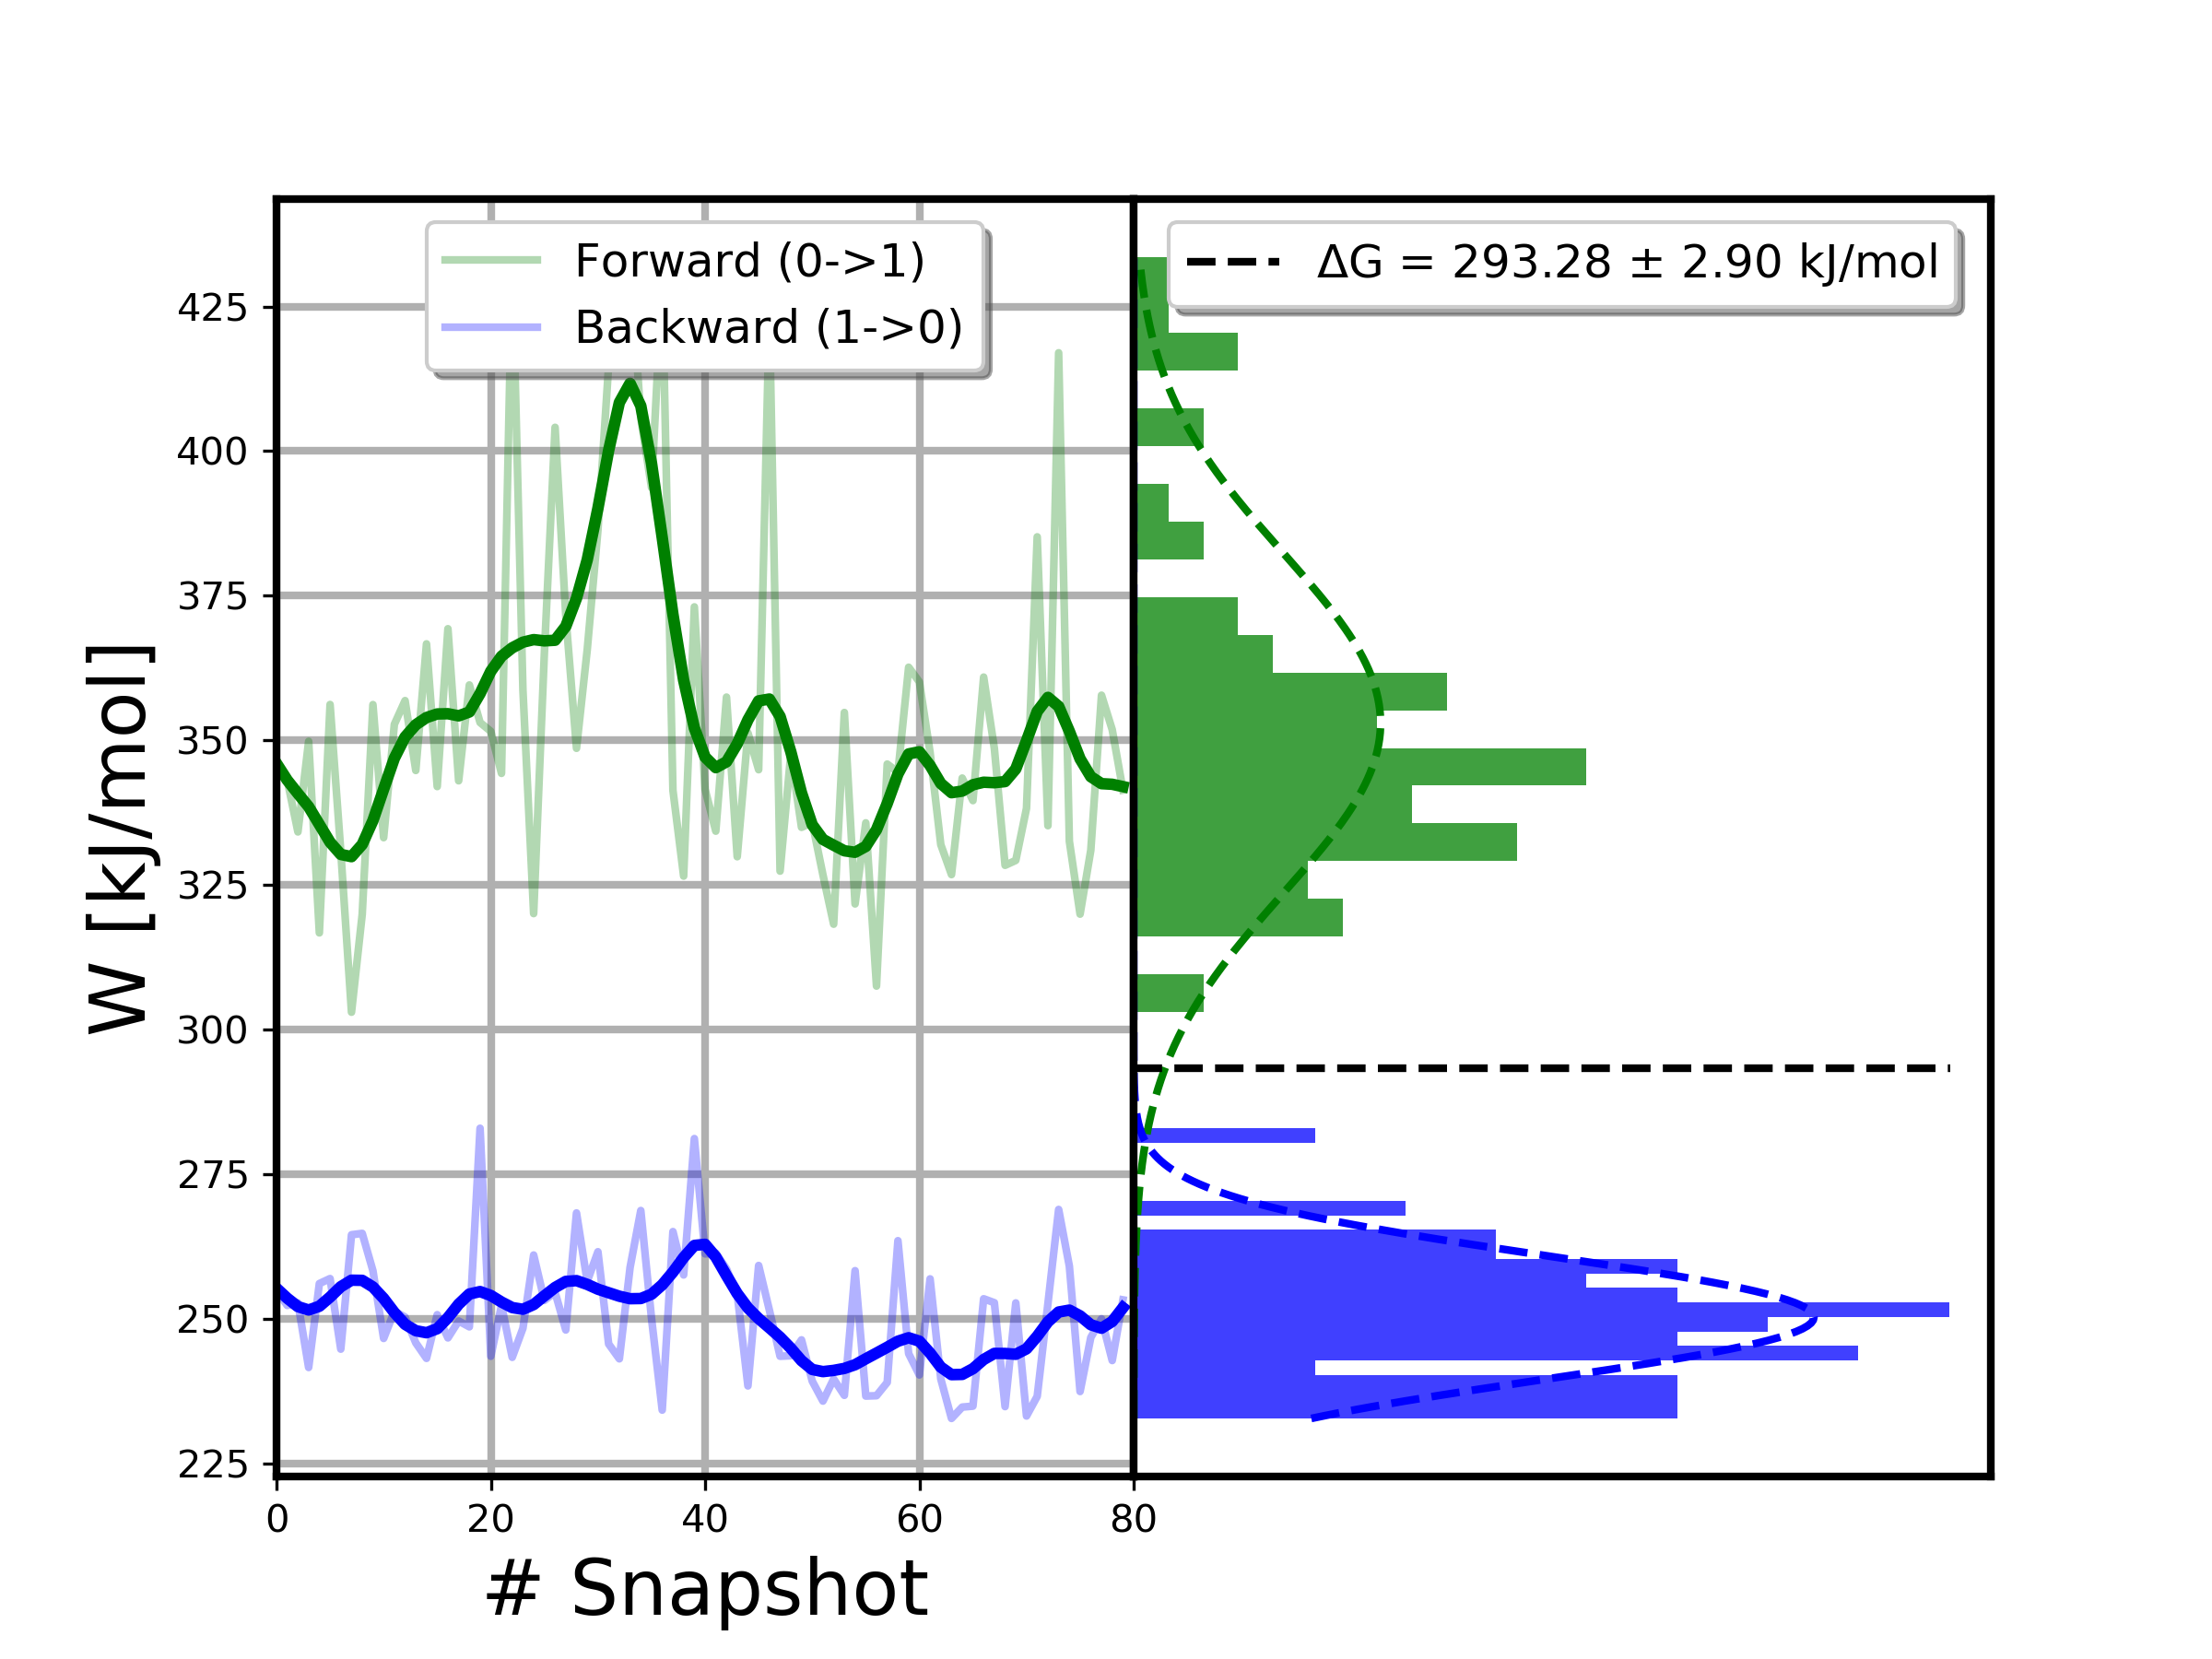 Forward (0->1)
Backward (1->0)
ΔG = 293.28 ± 2.90 kJ/mol
W [kJ/mol]
425
400
375
350
325
300
275
250
225
0 20 40 60 80
# Snapshot